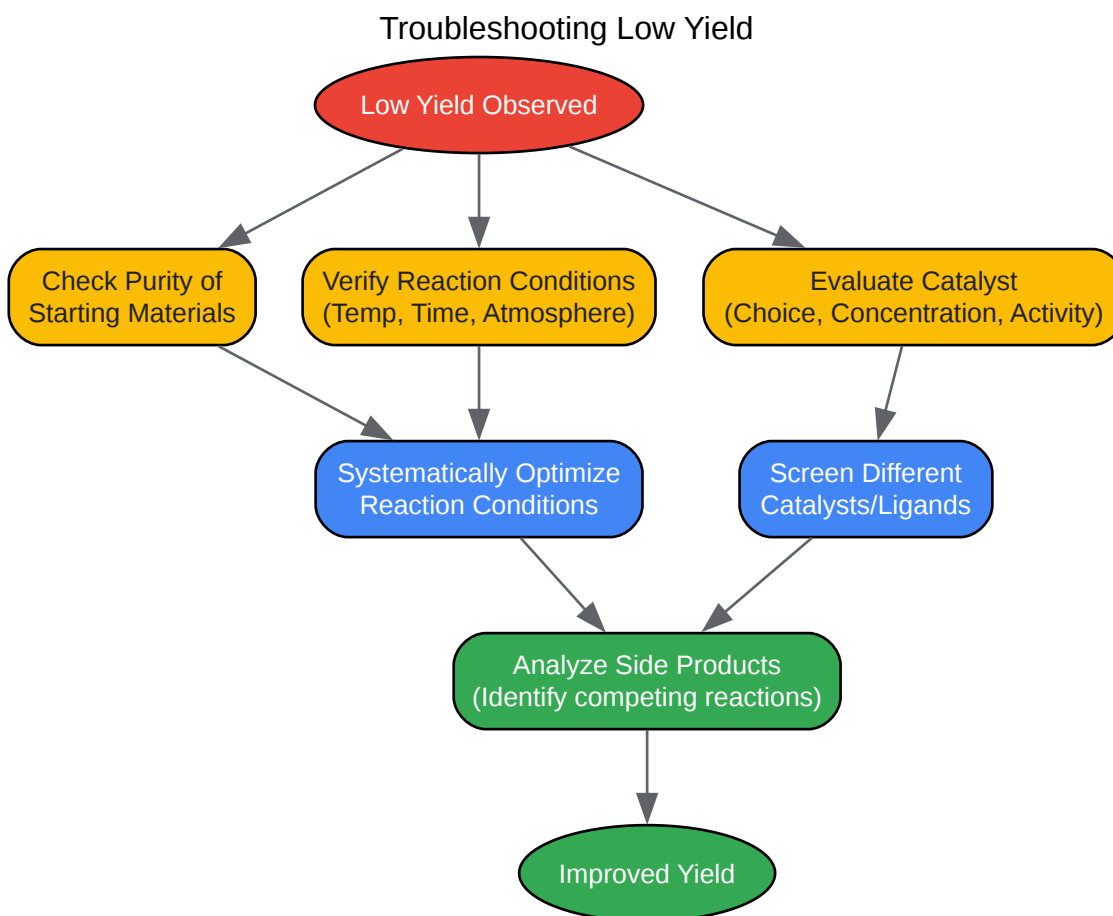 Troubleshooting Low Yield
Low Yield Observed
Check Purity of
Starting Materials
Verify Reaction Conditions
(Temp, Time, Atmosphere)
Evaluate Catalyst
(Choice, Concentration, Activity)
Systematically Optimize
Reaction Conditions
Screen Different
Catalysts/Ligands
Analyze Side Products
(Identify competing reactions)
Improved Yield